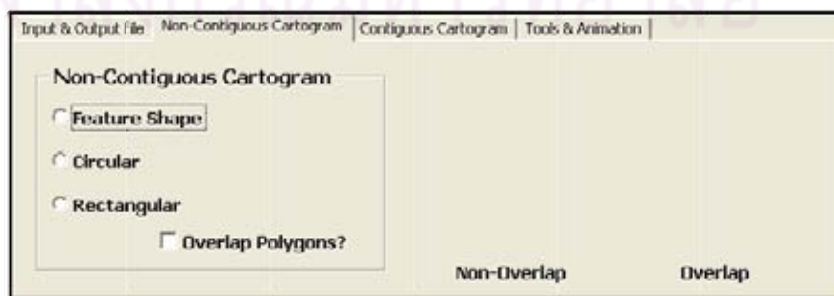 Input & Output File Non-Contiguous Cartogram Contiguous Cartogram Tools & Animation
Non-Contiguous Cartogram
Feature Shape
Circular
Rectangular
Overlap Polygons?
Non-Overlap Overlap